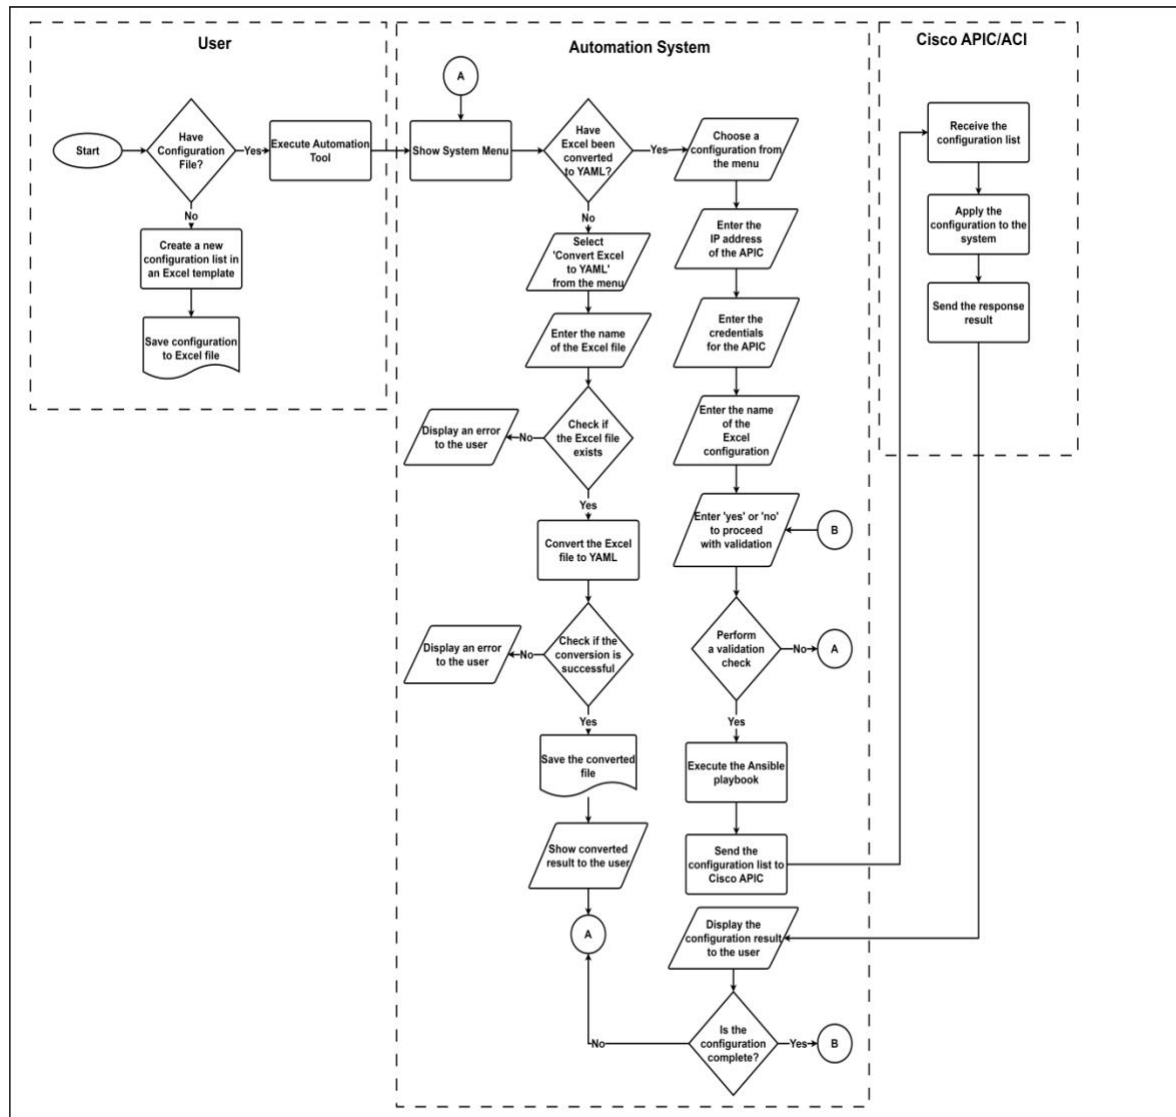 User
Automation System
Cisco APIC/ACI
A
Start
Have
Configuration
File?
Yes
Execute Automation
Tool
Show System Menu
Have
Excel been
converted
to YAML?
Yes
Choose a
configuration from
the menu
Receive the
configuration list
No
Create a new
configuration list in
an Excel template
Save configuration
to Excel file
No
Select
'Convert Excel
to YAML'
from the menu
Enter the name
of the Excel file
Check if
the Excel file
exists
No
Display an error
to the user
Yes
Convert the Excel
file to YAML
Check if the
conversion is
successful
No
Display an error
to the user
Yes
Save the converted
file
Show converted
result to the user
A
Enter the
IP address
of the APIC
Enter the
credentials
for the APIC
Enter the name
of the
Excel
configuration
Enter 'yes' or 'no'
to proceed
with validation
B
Perform
a validation
check
No
A
Yes
Execute the Ansible
playbook
Send the
configuration list to
Cisco APIC
Apply the
configuration to the
system
Send the response
result
Display the
configuration result
to the user
Is the
configuration
complete?
No
Yes
B